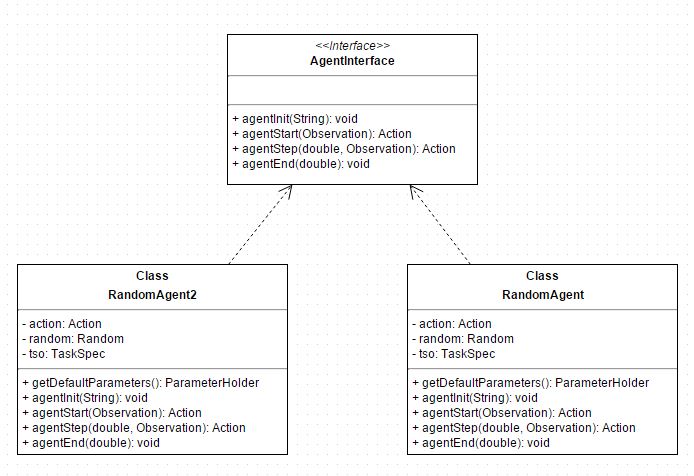 <<Interface>>
AgentInterface
+ agentInit(String): void
+ agentStart(Observation): Action
+ agentStep(double, Observation): Action
+ agentEnd(double): void
Class
RandomAgent2
- action: Action
- random: Random
- tso: TaskSpec
+ getDefaultParameters(): ParameterHolder
+ agentInit(String): void
+ agentStart(Observation): Action
+ agentStep(double, Observation): Action
+ agentEnd(double): void
Class
RandomAgent
- action: Action
- random: Random
- tso: TaskSpec
+ getDefaultParameters(): ParameterHolder
+ agentInit(String): void
+ agentStart(Observation): Action
+ agentStep(double, Observation): Action
+ agentEnd(double): void